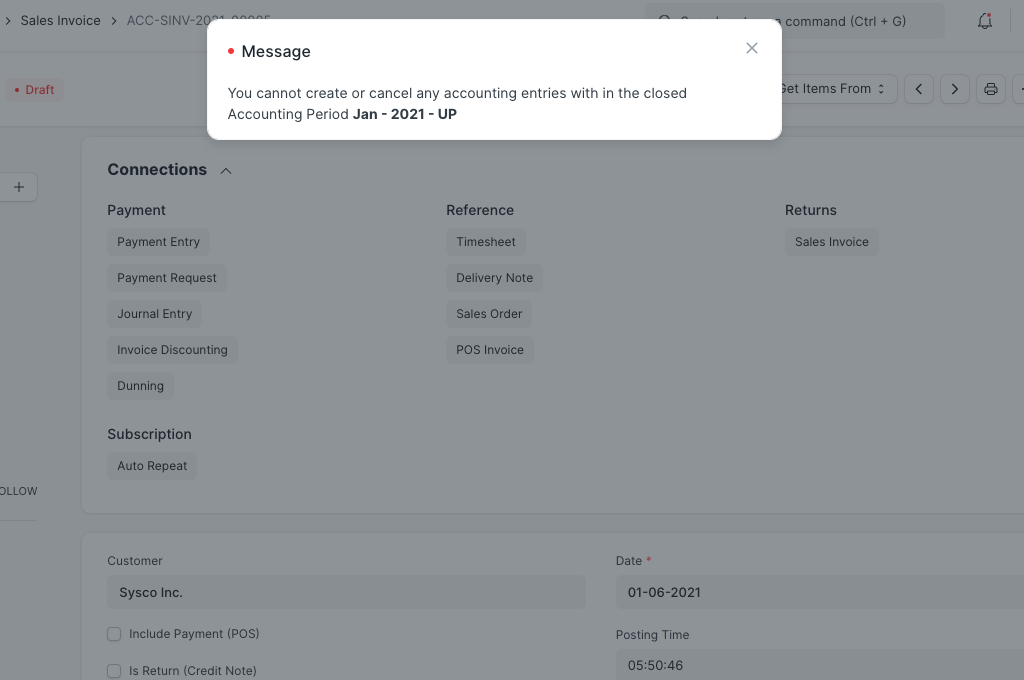 Sales Invoice
ACC-SINV-2021-00005
command (Ctrl + G)
Message
You cannot create or cancel any accounting entries with in the closed
Accounting Period Jan - 2021 - UP
Draft
Get Items From
Connections
Payment
Reference
Returns
Payment Entry
Timesheet
Sales Invoice
Payment Request
Delivery Note
Journal Entry
Sales Order
Invoice Discounting
POS Invoice
Dunning
Subscription
Auto Repeat
OLLOW
Customer
Date *
Sysco Inc.
01-06-2021
Include Payment (POS)
Posting Time
Is Return (Credit Note)
05:50:46